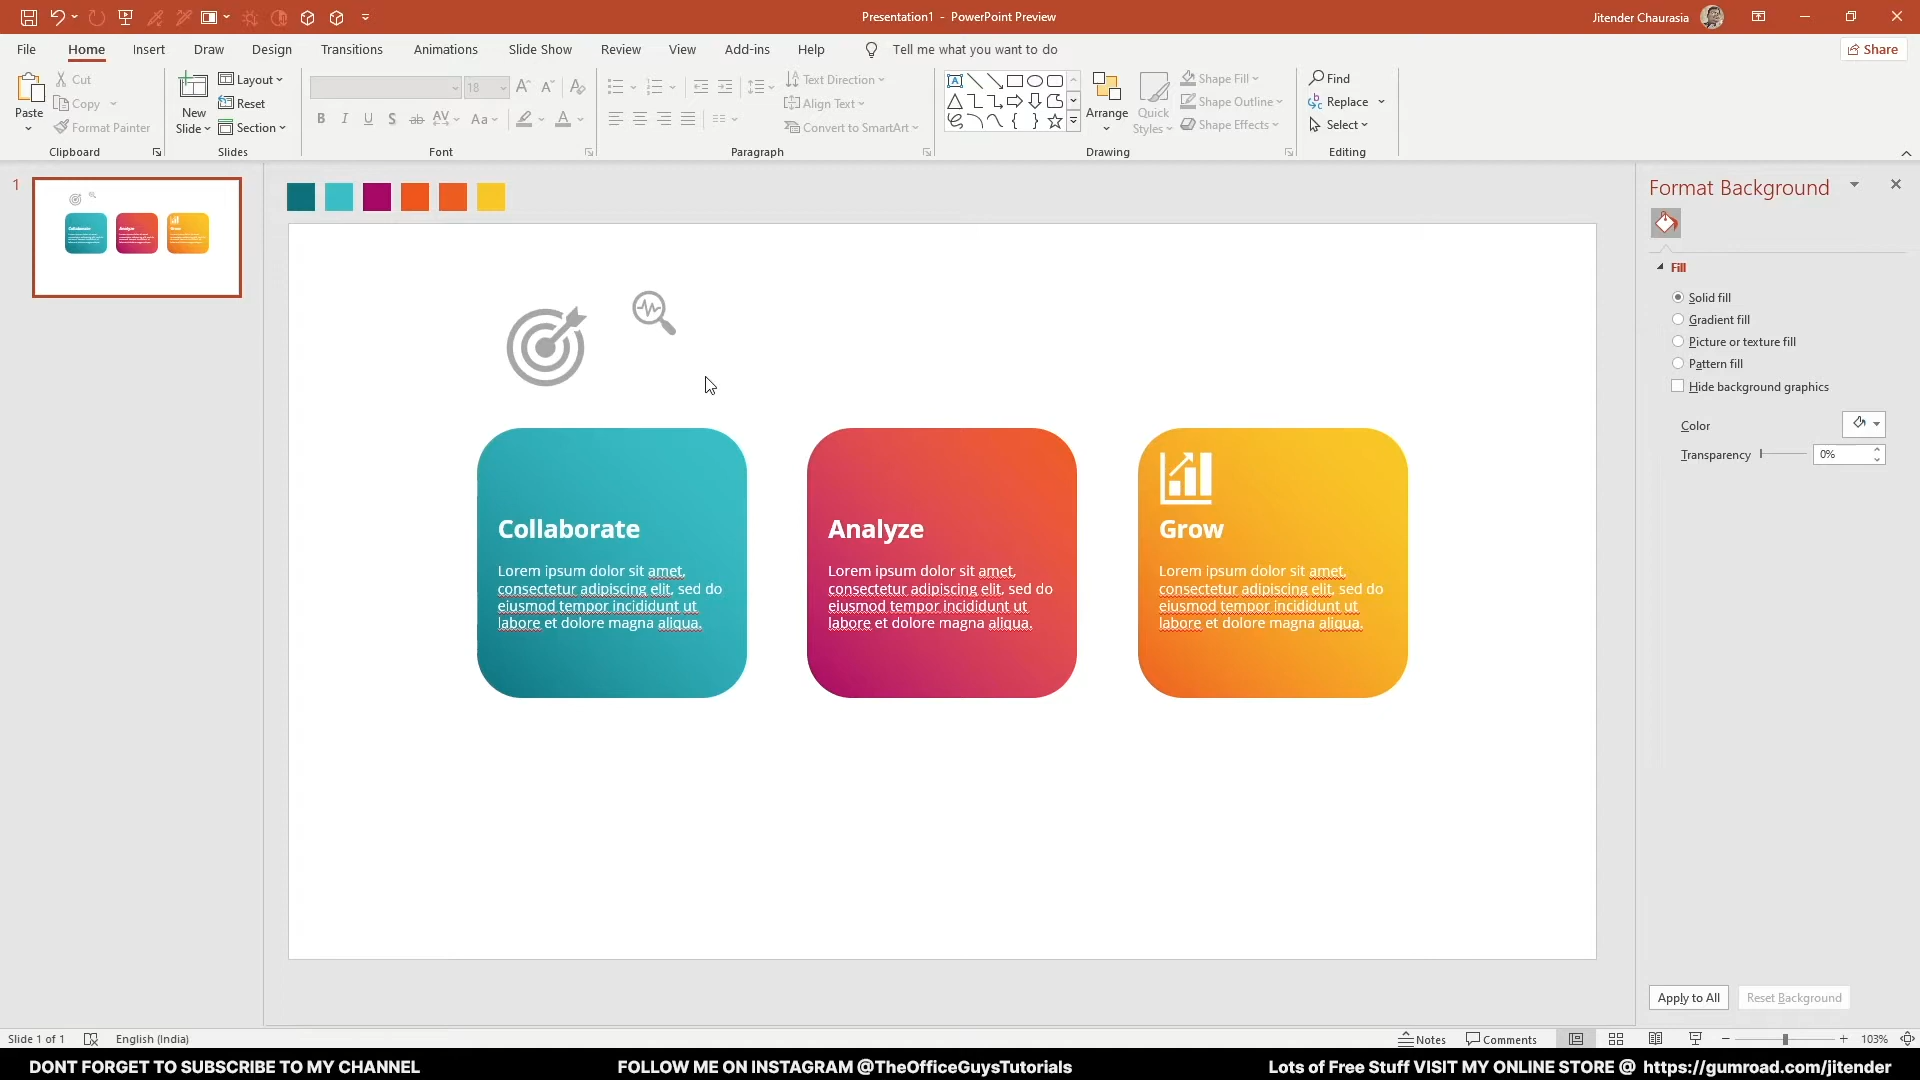 Presentation1 - PowerPoint Preview
Jitender Chaurasia
File Home Insert Draw Design Transitions Animations Slide Show Review View Add-ins Help Tell me what you want to do Share
Paste
Cut
Copy
Format Painter
Clipboard
New
Slide
Layout
Reset
Section
Slides
18
B I U S ab AV Aa A
Font
Text Direction
Align Text
Convert to SmartArt
Paragraph
Arrange
Quick
Styles
Shape Fill
Shape Outline
Shape Effects
Drawing
Find
Replace
Select
Editing
1
Collaborate
Lorem ipsum dolor sit amet,
consectetur adipiscing elit, sed do
eiusmod tempor incididunt ut
labore et dolore magna aliqua.
Analyze
Lorem ipsum dolor sit amet,
consectetur adipiscing elit, sed do
eiusmod tempor incididunt ut
labore et dolore magna aliqua.
Grow
Lorem ipsum dolor sit amet,
consectetur adipiscing elit, sed do
eiusmod tempor incididunt ut
labore et dolore magna aliqua.
Format Background
Fill
Solid fill
Gradient fill
Picture or texture fill
Pattern fill
Hide background graphics
Color
Transparency 0%
Apply to All Reset Background
Slide 1 of 1 English (India) Notes Comments 103%
DONT FORGET TO SUBSCRIBE TO MY CHANNEL FOLLOW ME ON INSTAGRAM @TheOfficeGuysTutorials Lots of Free Stuff VISIT MY ONLINE STORE @ https://gumroad.com/jitender